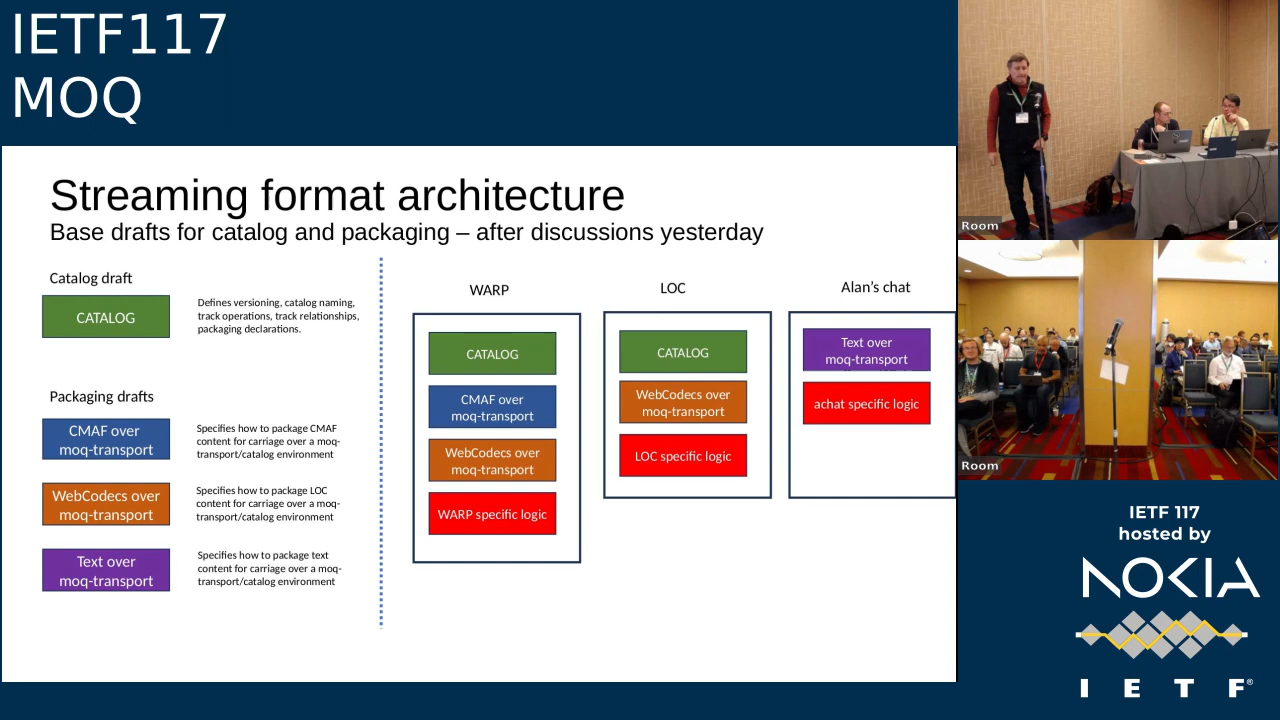 IETF117
MOQ
Streaming format architecture
Base drafts for catalog and packaging – after discussions yesterday
Catalog draft
CATALOG
Defines versioning, catalog naming,
track operations, track relationships,
packaging declarations.
Packaging drafts
CMAF over
moq-transport
Specifies how to package CMAF
content for carriage over a moq-
transport/catalog environment
WebCodecs over
moq-transport
Specifies how to package LOC
content for carriage over a moq-
transport/catalog environment
Text over
moq-transport
Specifies how to package text
content for carriage over a moq-
transport/catalog environment
WARP
CATALOG
CMAF over
moq-transport
WebCodecs over
moq-transport
WARP specific logic
LOC
CATALOG
WebCodecs over
moq-transport
LOC specific logic
Alan's chat
Text over
moq-transport
achat specific logic
Room
Room
IETF 117
hosted by
NOKIA
I E T F®